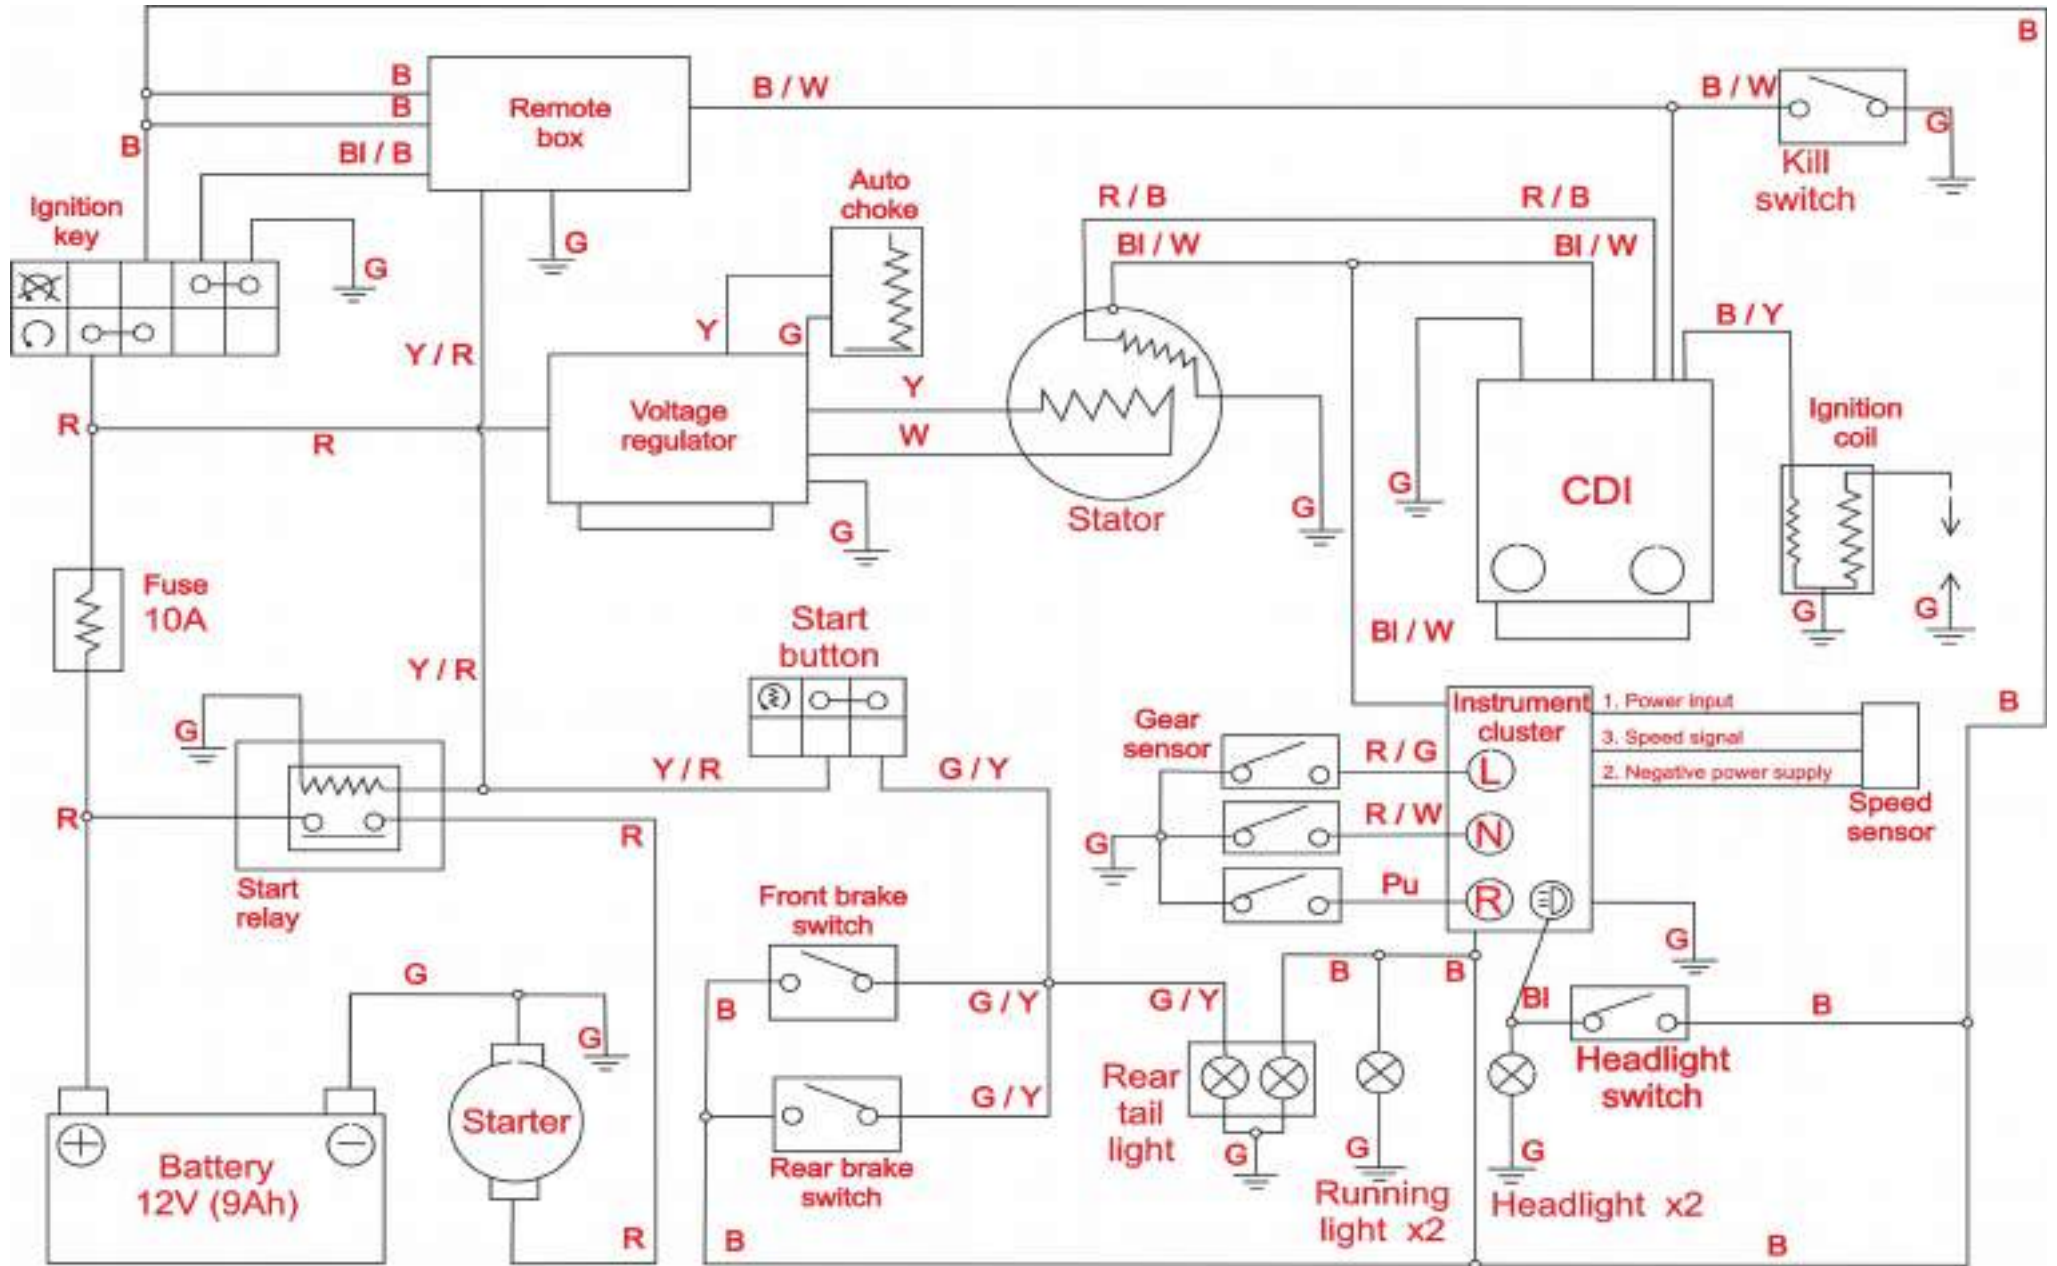 B
B
B / W
B / W
B
Remote
box
B
Bl / B
G
Kill
switch
Ignition
key
Auto
choke
R / B
R / B
G
Bl / W
Bl / W
G
Y
G
B / Y
Y / R
Y
Voltage
regulator
Ignition
coil
R
R
W
G
CDI
G
G
Stator
Fuse
10A
G
G
Start
button
Bl / W
Y / R
Instrument
cluster
1. Power input
B
Gear
sensor
G
3. Speed signal
Y / R
G / Y
R / G
L
2. Negative power supply
Speed
sensor
R
R
R / W
N
G
Start
relay
Pu
R
Front brake
switch
G
G
B
B
B
G / Y
G / Y
Bl
B
G
Headlight
switch
Starter
Rear
tail
light
G / Y
Battery
12V (9Ah)
Rear brake
switch
G
G
G
Running
light x2
Headlight x2
R
B
B